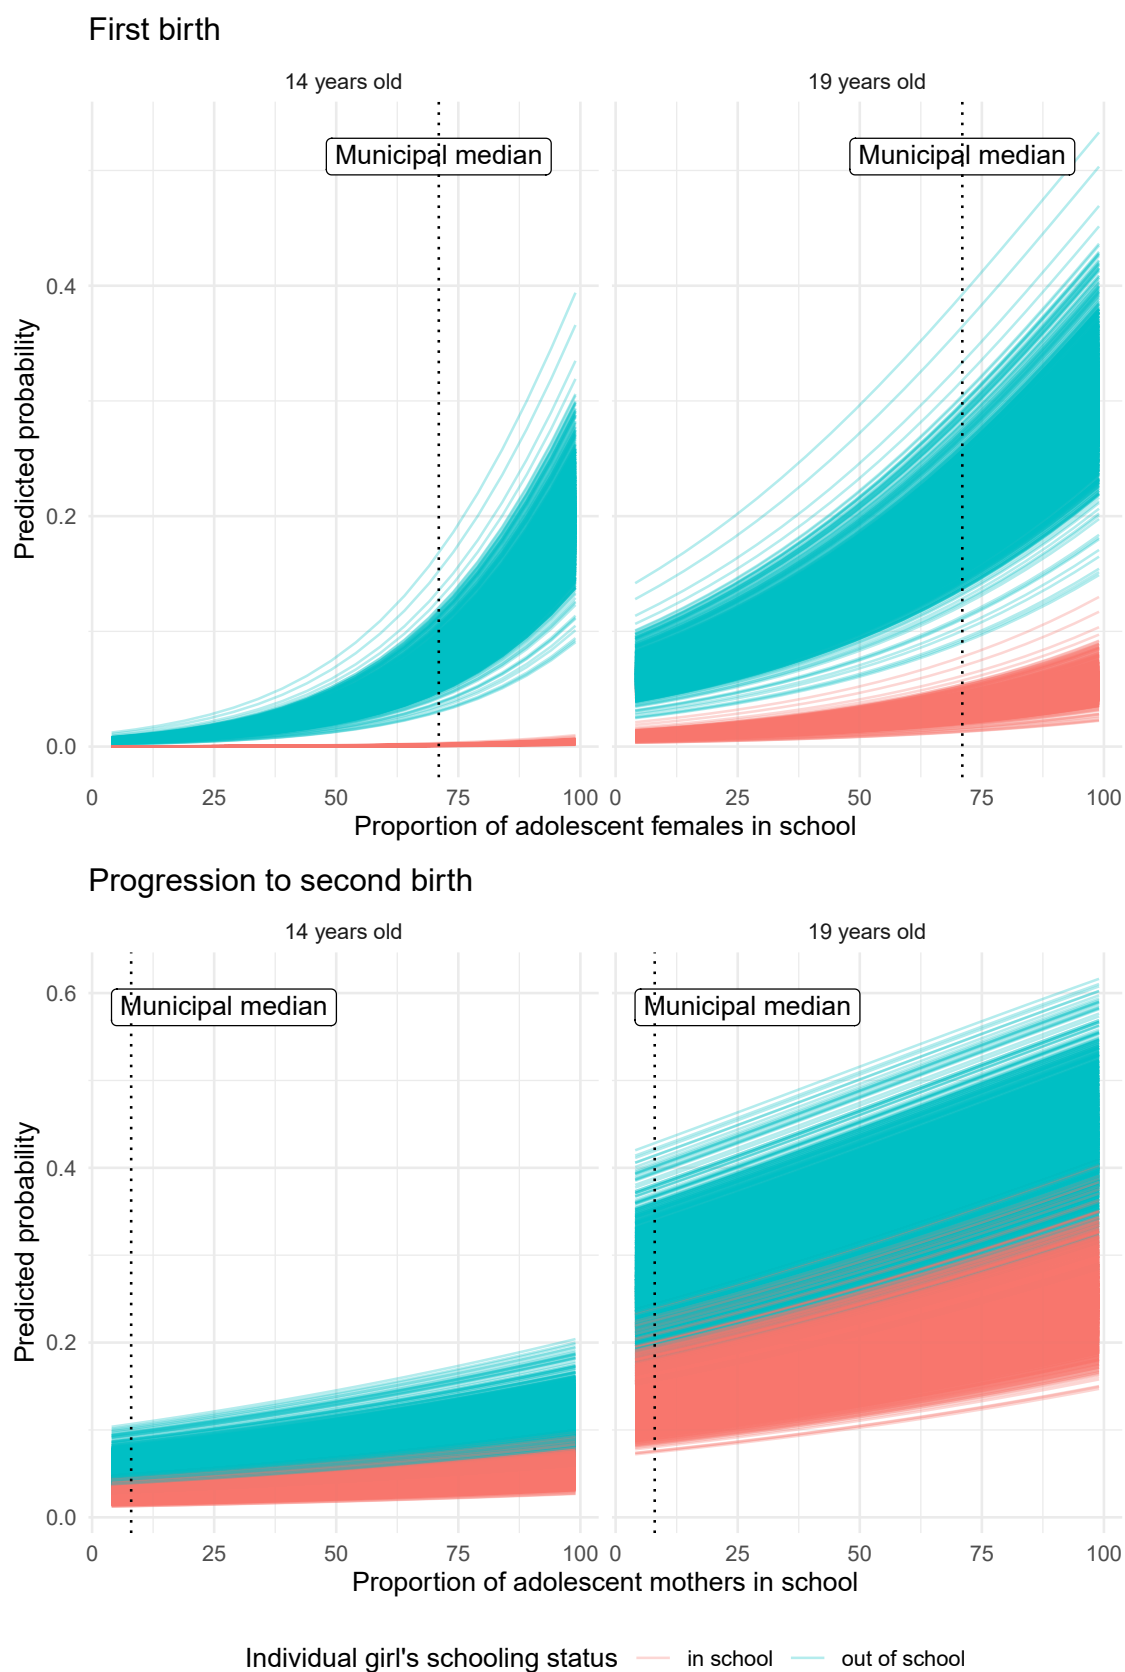 First birth
14 years old 19 years old
Municipal median Municipal median
Predicted probability
0.4
0.2
0.0
0 25 50 75 100 0 25 50 75 100
Proportion of adolescent females in school
Progression to second birth
14 years old 19 years old
0.6
Municipal median Municipal median
Predicted probability
0.4
0.2
0.0
0 25 50 75 100 0 25 50 75 100
Proportion of adolescent mothers in school
Individual girl's schooling status in school out of school